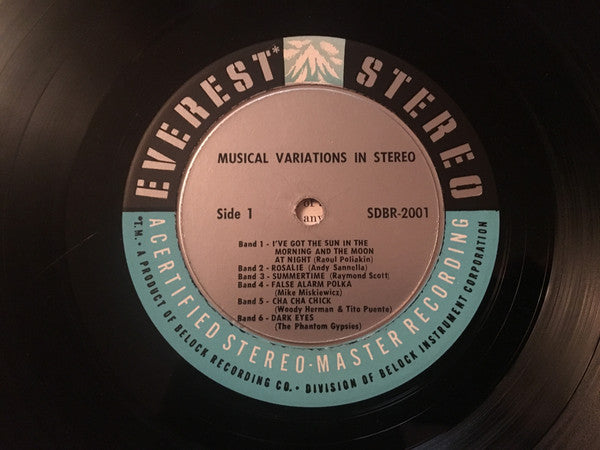 EVEREST* STEREO
MUSICAL VARIATIONS IN STEREO
Side 1
or
any
SDBR-2001
Band 1 - I'VE GOT THE SUN IN THE
MORNING AND THE MOON
AT NIGHT (Raoul Poliakin)
Band 2 - ROSALIE (Andy Sannella)
Band 3 - SUMMERTIME (Raymond Scott)
Band 4 - FALSE ALARM POLKA
(Mike Miskiewicz)
Band 5 - CHA CHA CHICK
(Woody Herman & Tito Puente)
Band 6 - DARK EYES
(The Phantom Gypsies)
A CERTIFIED STEREO-MASTER RECORDING
*T.M. • A PRODUCT OF BELOCK RECORDING CO. • DIVISION OF BELOCK INSTRUMENT CORPORATION